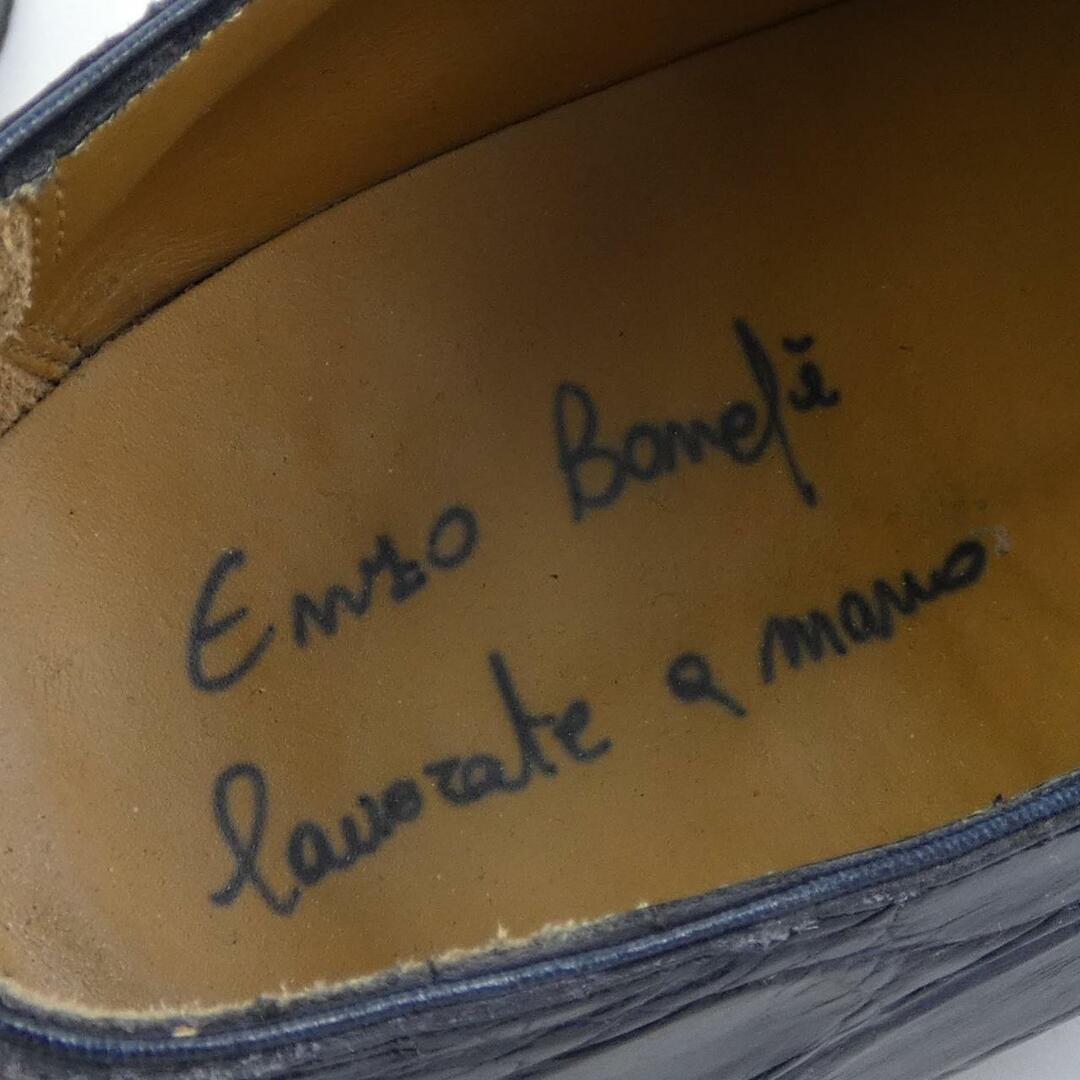 Enzo Bonafè
lavorate a mano